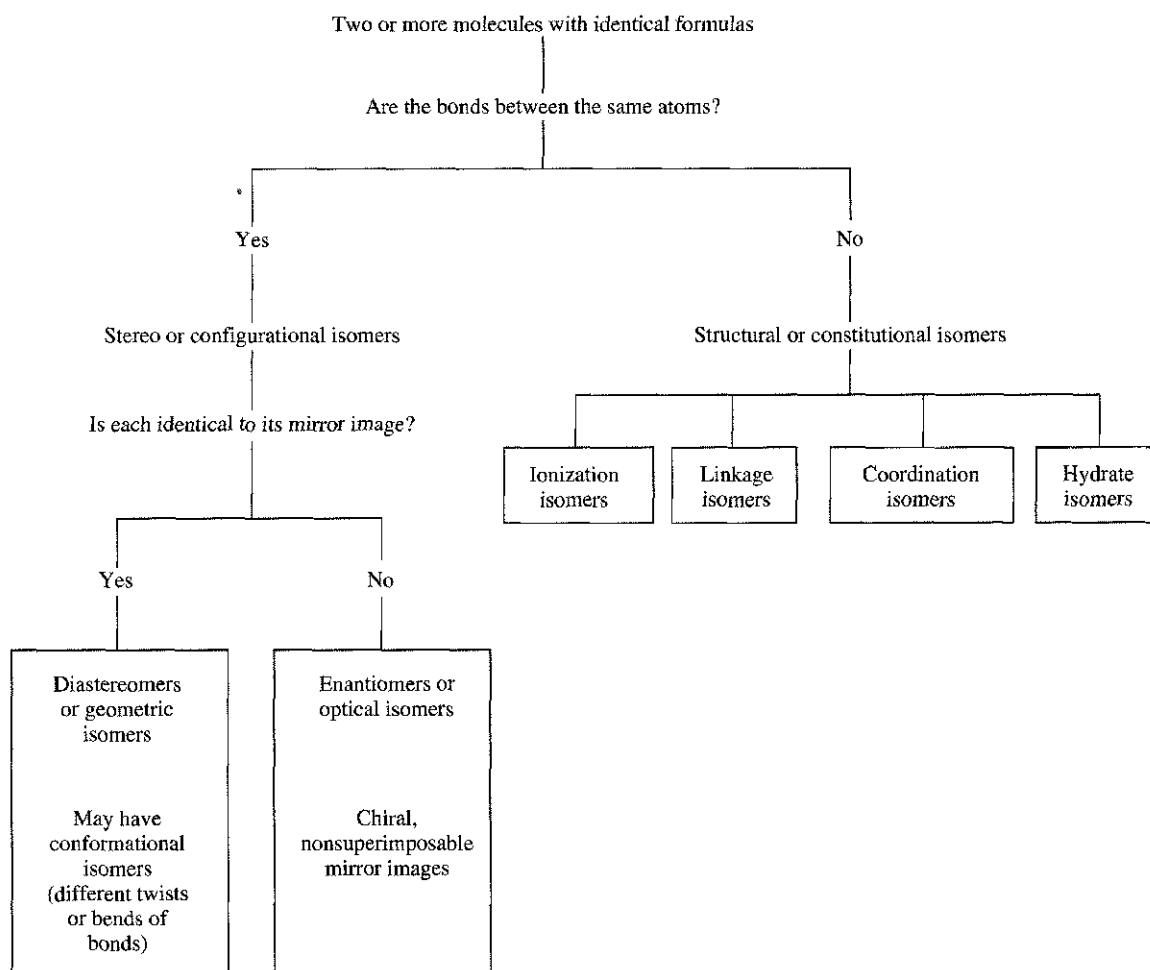 Two or more molecules with identical formulas
Are the bonds between the same atoms?
Yes
No
Stereo or configurational isomers
Structural or constitutional isomers
Is each identical to its mirror image?
Ionization
isomers
Linkage
isomers
Coordination
isomers
Hydrate
isomers
Yes
No
Diastereomers
or geometric
isomers
May have
conformational
isomers
(different twists
or bends of
bonds)
Enantiomers or
optical isomers
Chiral,
nonsuperimposable
mirror images